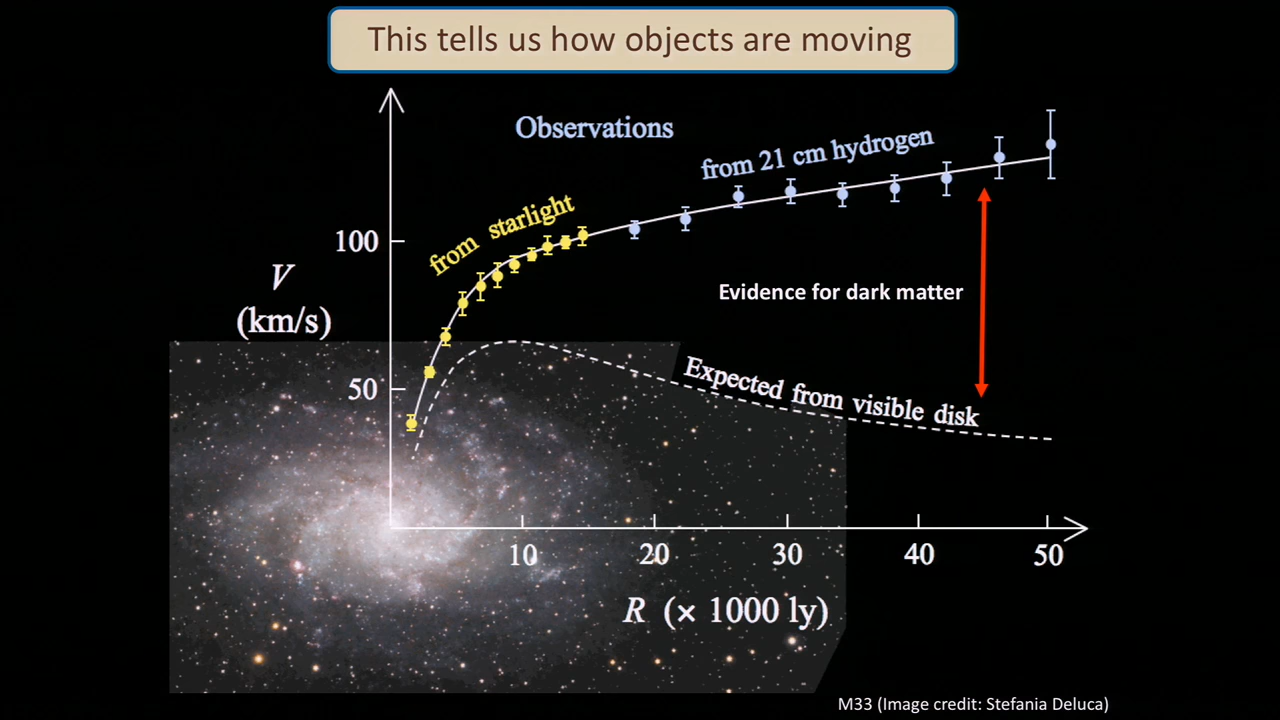 This tells us how objects are moving
Observations
from 21 cm hydrogen
from starlight
100
V
(km/s)
Evidence for dark matter
50
Expected from visible disk
10 20 30 40 50
R (× 1000 ly)
M33 (Image credit: Stefania Deluca)